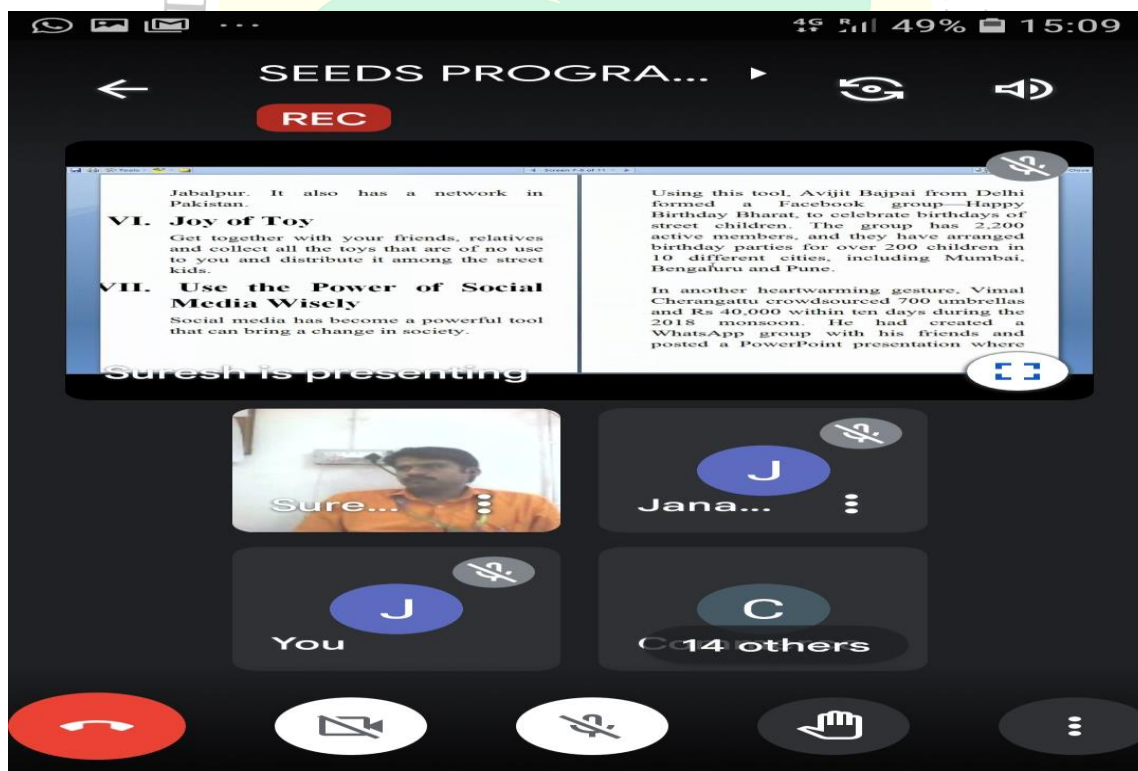 4G R 49% 15:09
SEEDS PROGRA...
REC
Jabalpur. It also has a network in
Pakistan.
VI. Joy of Toy
Get together with your friends, relatives
and collect all the toys that are of no use
to you and distribute it among the street
kids.
VII. Use the Power of Social
Media Wisely
Social media has become a powerful tool
that can bring a change in society.
Using this tool, Avijit Bajpai from Delhi
formed a Facebook group—Happy
Birthday Bharat, to celebrate birthdays of
street children. The group has 2,200
active members, and they have arranged
birthday parties for over 200 children in
10 different cities, including Mumbai,
Bengaluru and Pune.
In another heartwarming gesture, Vimal
Cherangattu crowdsourced 700 umbrellas
and Rs 40,000 within ten days during the
2018 monsoon. He had created a
WhatsApp group with his friends and
posted a PowerPoint presentation where
Suresh is presenting
Sure...
J
Jana...
J
You
C
14 others